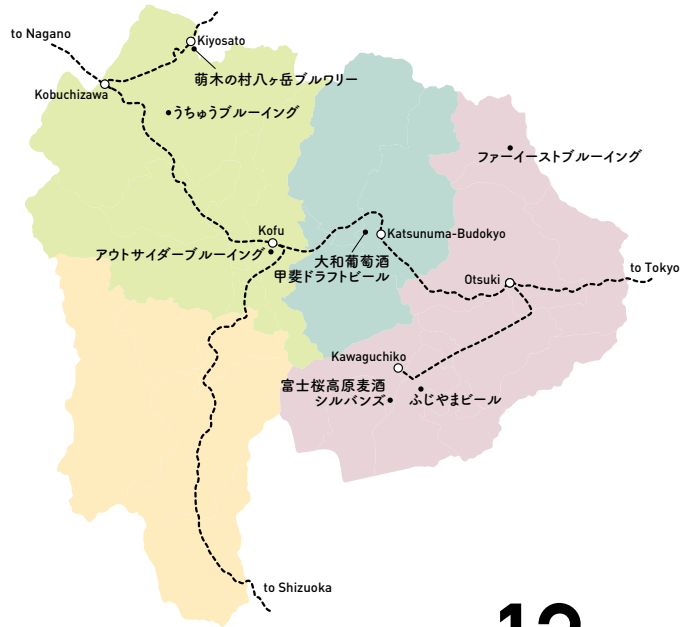 to Nagano
Kiyosato
萌木の村八ヶ岳ブルワリー
Kobuchizawa
うちゅうブルーイング
ファーイーストブルーイング
Kofu
Katsunuma-Budokyo
アウトサイダーブルーイング
大和葡萄酒
甲斐ドラフトビール
to Tokyo
Otsuki
Kawaguchiko
富士桜高原麦酒
シルバンズ
ふじやまビール
to Shizuoka